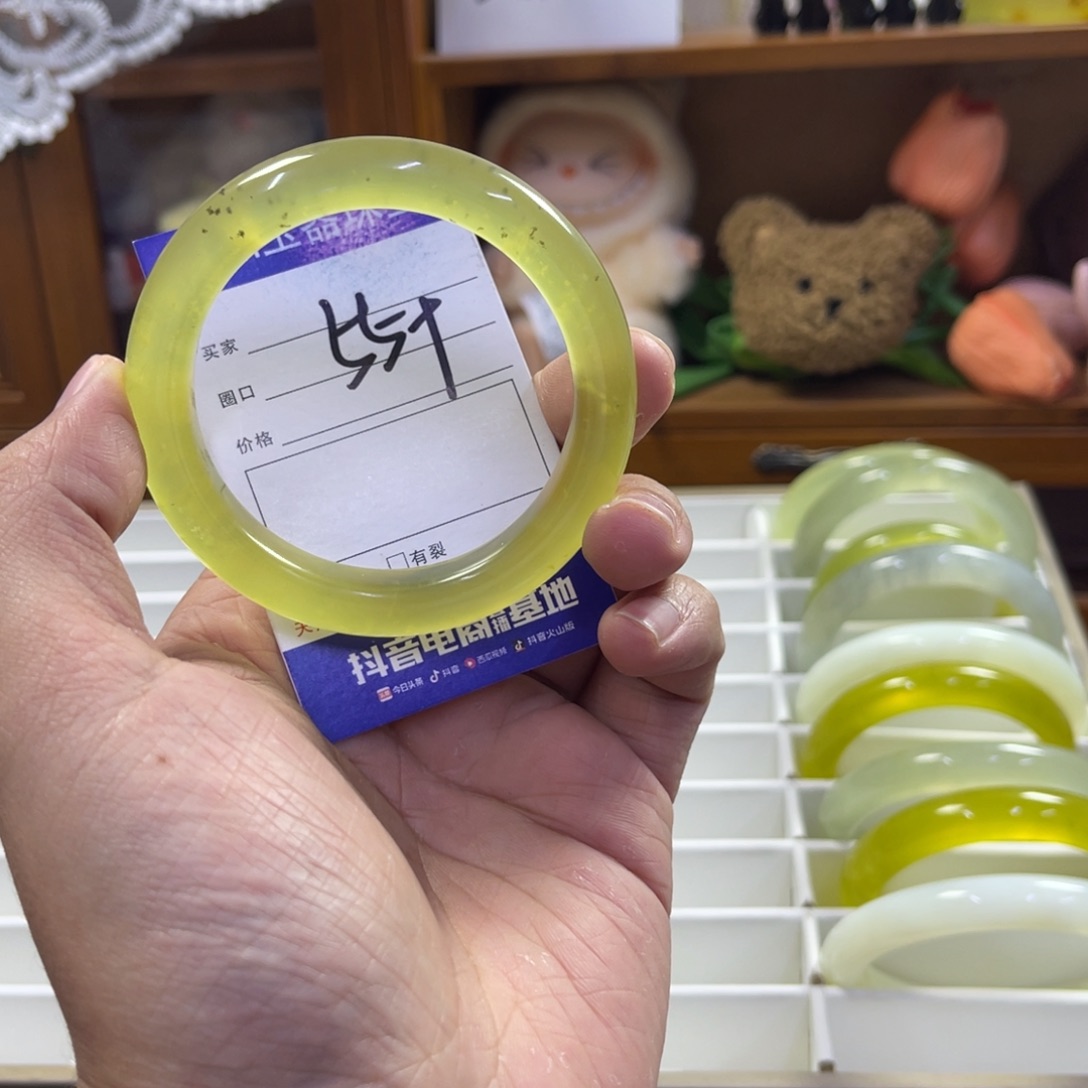 买家
圈口
价格
有裂
抖音电商直播基地
今日头条 抖音 西瓜视频 抖音火山版